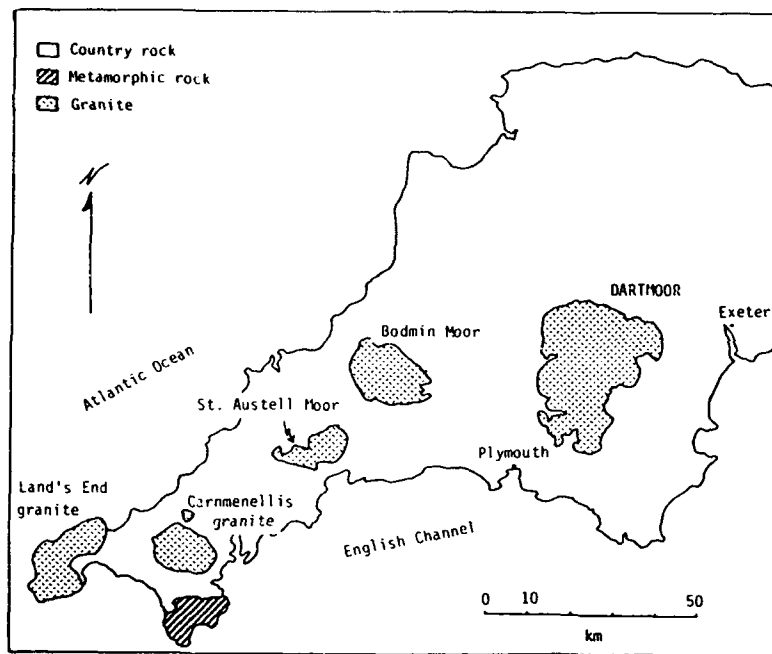 Country rock
Metamorphic rock
Granite
N
DARTMOOR
Exeter
Bodmin Moor
Atlantic Ocean
St. Austell Moor
Plymouth
Land's End
granite
Carnmenellis
granite
English Channel
0 10 50
km